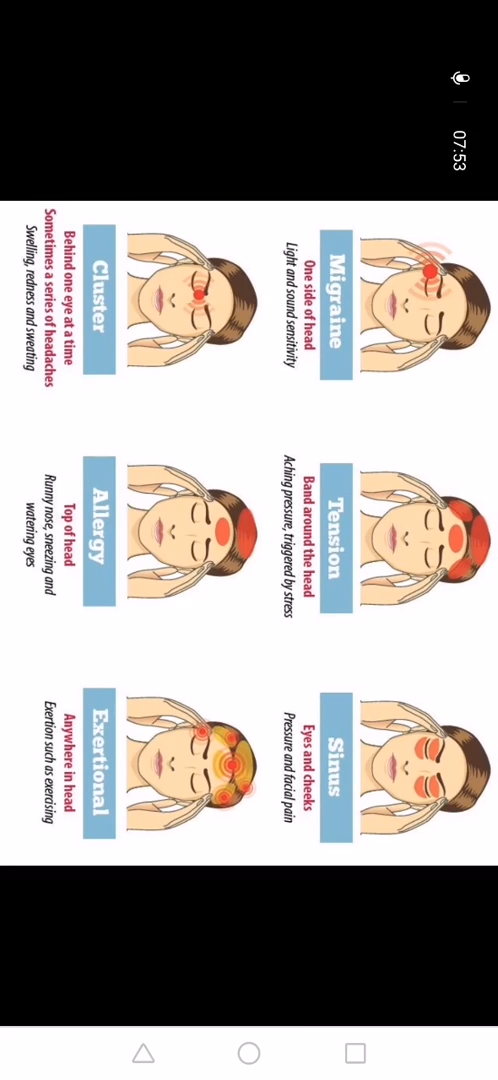 07:53
Migraine
One side of head
Light and sound sensitivity
Tension
Band around the head
Aching pressure, triggered by stress
Sinus
Eyes and cheeks
Pressure and facial pain
Cluster
Behind one eye at a time
Sometimes a series of headaches
Swelling, redness and sweating
Allergy
Top of head
Runny nose, sneezing and
watering eyes
Exertional
Anywhere in head
Exertion such as exercising